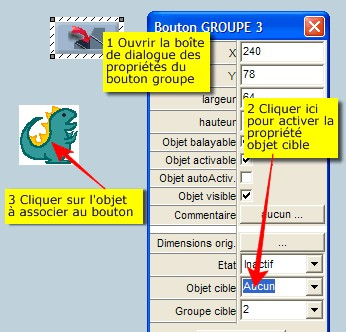 Bouton GROUPE 3
1 Ouvrir la boîte
de dialogue des
propriétés du
bouton groupe
X 240
Y 78
largeur 64
hauteur
2 Cliquer ici
pour activer la
propriété
objet cible
Objet balayable
Objet activable
Objet autoActiv.
Objet visible
3 Cliquer sur l'objet
à associer au bouton
Commentaire aucun ...
Dimensions orig. ...
Etat Inactif
Objet cible Aucun
Groupe cible 2